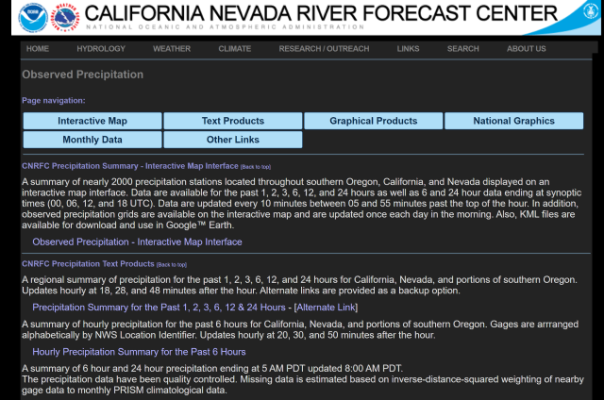 CALIFORNIA NEVADA RIVER FORECAST CENTER
NATIONAL OCEANIC AND ATMOSPHERIC ADMINISTRATION
HOME HYDROLOGY WEATHER CLIMATE RESEARCH / OUTREACH LINKS SEARCH ABOUT US
Observed Precipitation
Page navigation:
Interactive Map Text Products Graphical Products National Graphics
Monthly Data Other Links
CNRFC Precipitation Summary - Interactive Map Interface [Back to top]
A summary of nearly 2000 precipitation stations located throughout southern Oregon, California, and Nevada displayed on an
interactive map interface. Data are available for the past 1, 2, 3, 6, 12, and 24 hours as well as 6 and 24 hour data ending at synoptic
times (00, 06, 12, and 18 UTC). Data are updated every 10 minutes between 05 and 55 minutes past the top of the hour. In addition,
observed precipitation grids are available on the interactive map and are updated once each day in the morning. Also, KML files are
available for download and use in Google™ Earth.
Observed Precipitation - Interactive Map Interface
CNRFC Precipitation Text Products [Back to top]
A regional summary of precipitation for the past 1, 2, 3, 6, 12, and 24 hours for California, Nevada, and portions of southern Oregon.
Updates hourly at 18, 28, and 48 minutes after the hour. Alternate links are provided as a backup option.
Precipitation Summary for the Past 1, 2, 3, 6, 12 & 24 Hours - [Alternate Link]
A summary of hourly precipitation for the past 6 hours for California, Nevada, and portions of southern Oregon. Gages are arrranged
alphabetically by NWS Location Identifier. Updates hourly at 20, 30, and 50 minutes after the hour.
Hourly Precipitation Summary for the Past 6 Hours
A summary of 6 hour and 24 hour precipitation ending at 5 AM PDT updated 8:00 AM PDT.
The precipitation data have been quality controlled. Missing data is estimated based on inverse-distance-squared weighting of nearby
gage data to monthly PRISM climatological data.